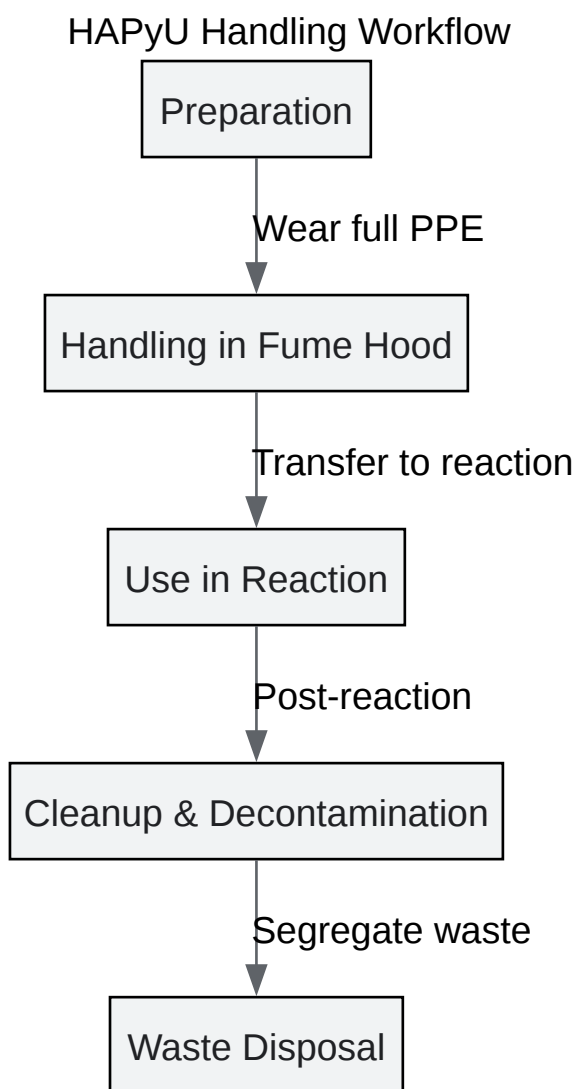 HAPyU Handling Workflow
Preparation
Wear full PPE
Handling in Fume Hood
Transfer to reaction
Use in Reaction
Post-reaction
Cleanup & Decontamination
Segregate waste
Waste Disposal